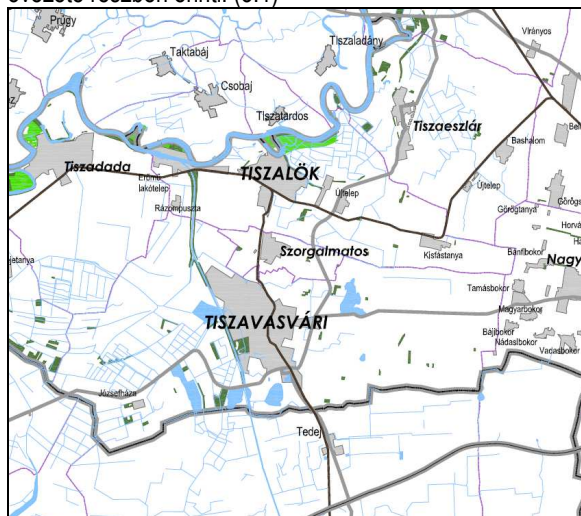 Prügy
Taktabáj
Csobaj
Tiszaladány
Virányos
Tiszatardos
Tiszaeszlár
Bashalom
Tiszadada
Erőmű
lakótelep
TISZALÖK
Újtelep
Újtelep
Rázompuszta
Görögtanya
Szorgalmatos
Kisfástanya
Bánfibokor
Nagy
Tamásbokor
Magyarbokor
TISZAVASVÁRI
Bájibokor
Nádasbokor
Vadasbokor
Józsefháza
Tedej